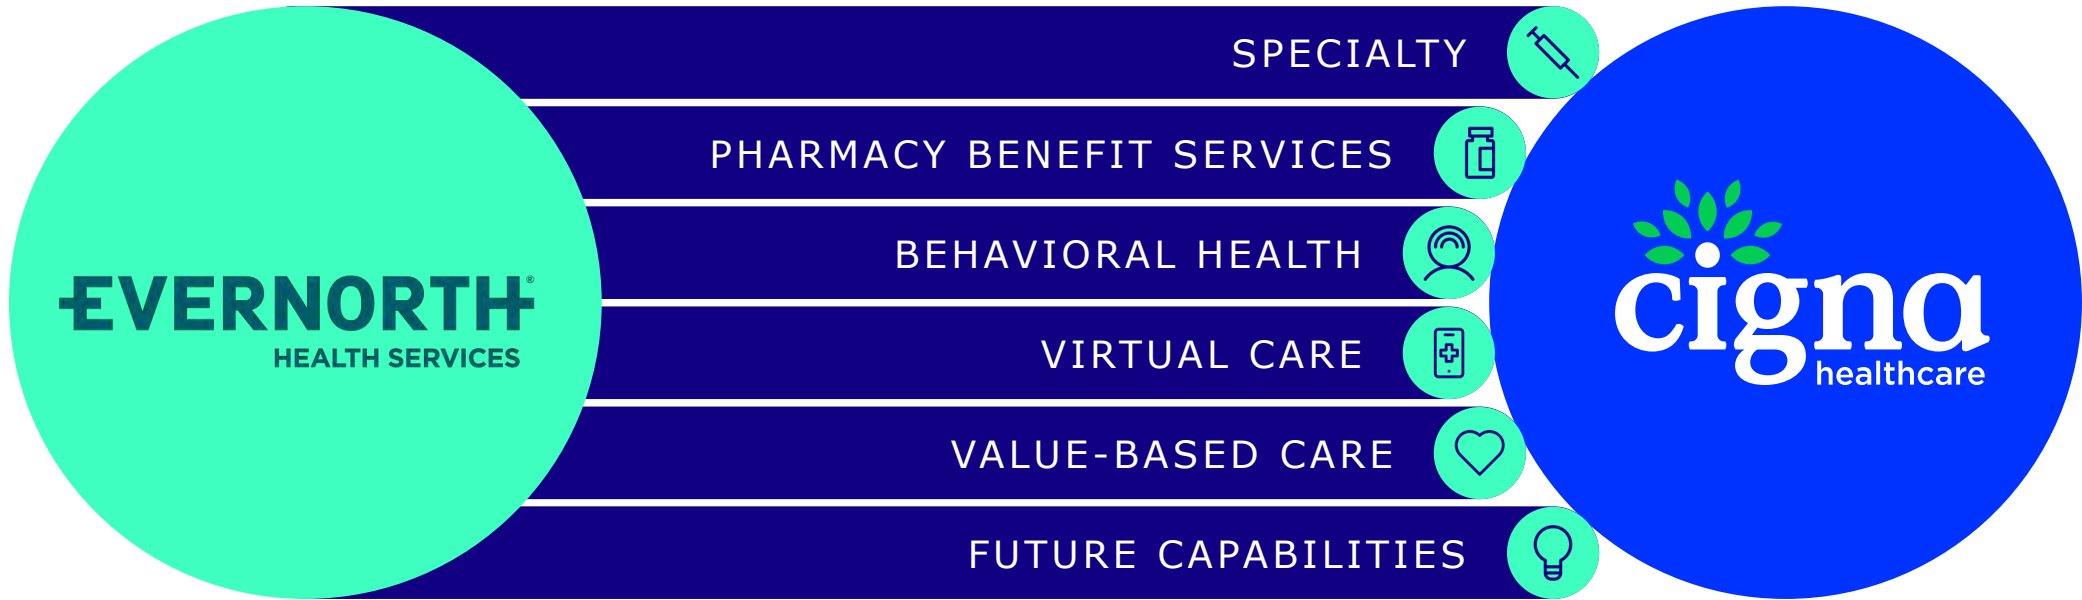 EVERNORTH®
HEALTH SERVICES
SPECIALTY
PHARMACY BENEFIT SERVICES
BEHAVIORAL HEALTH
VIRTUAL CARE
VALUE-BASED CARE
FUTURE CAPABILITIES
cigna
healthcare